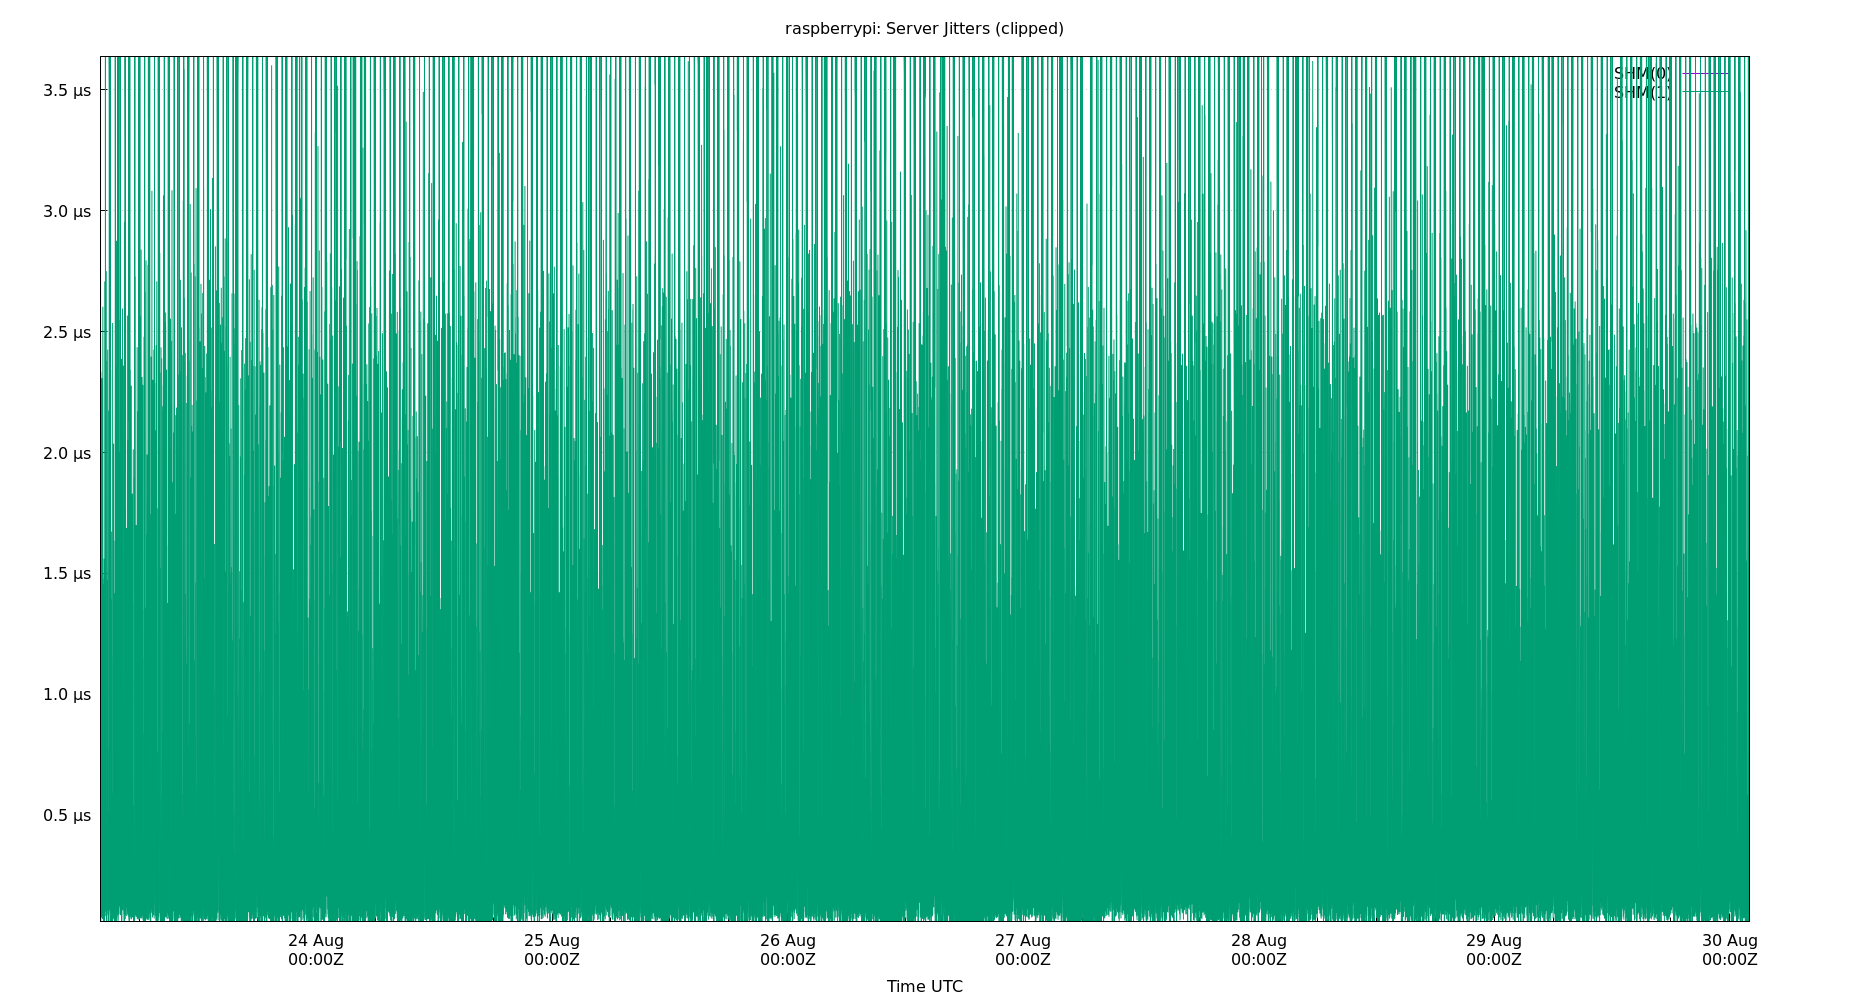 raspberrypi: Server Jitters (clipped)
SHM(0)
SHM(1)
3.5 µs
3.0 µs
2.5 µs
2.0 µs
1.5 µs
1.0 µs
0.5 µs
24 Aug 25 Aug 26 Aug 27 Aug 28 Aug 29 Aug 30 Aug
00:00Z 00:00Z 00:00Z 00:00Z 00:00Z 00:00Z 00:00Z
Time UTC